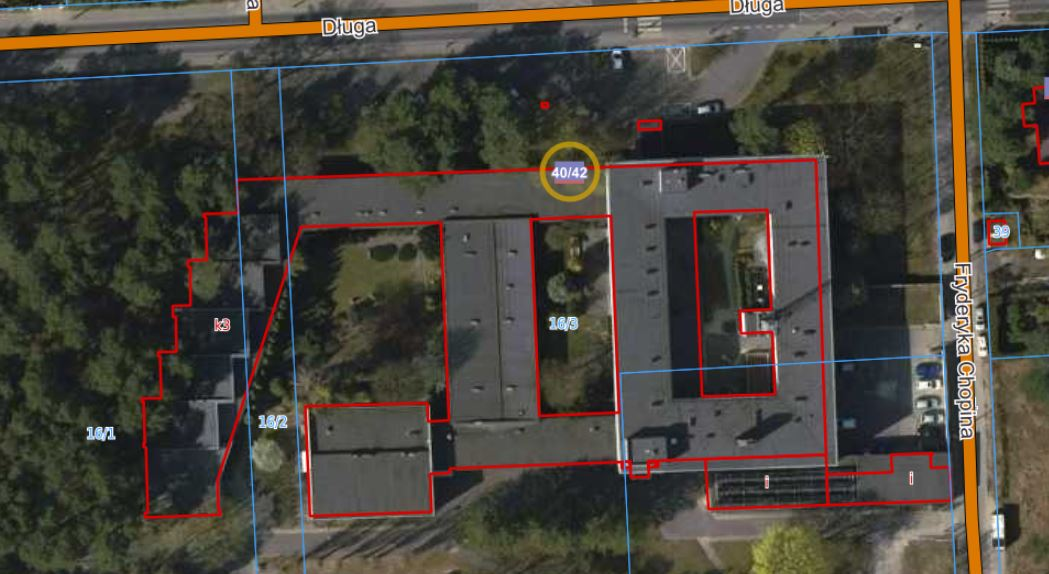 a
Długa
Długa
40/42
39
k3
16/3
Fryderyka Chopina
16/2
16/1
i
i